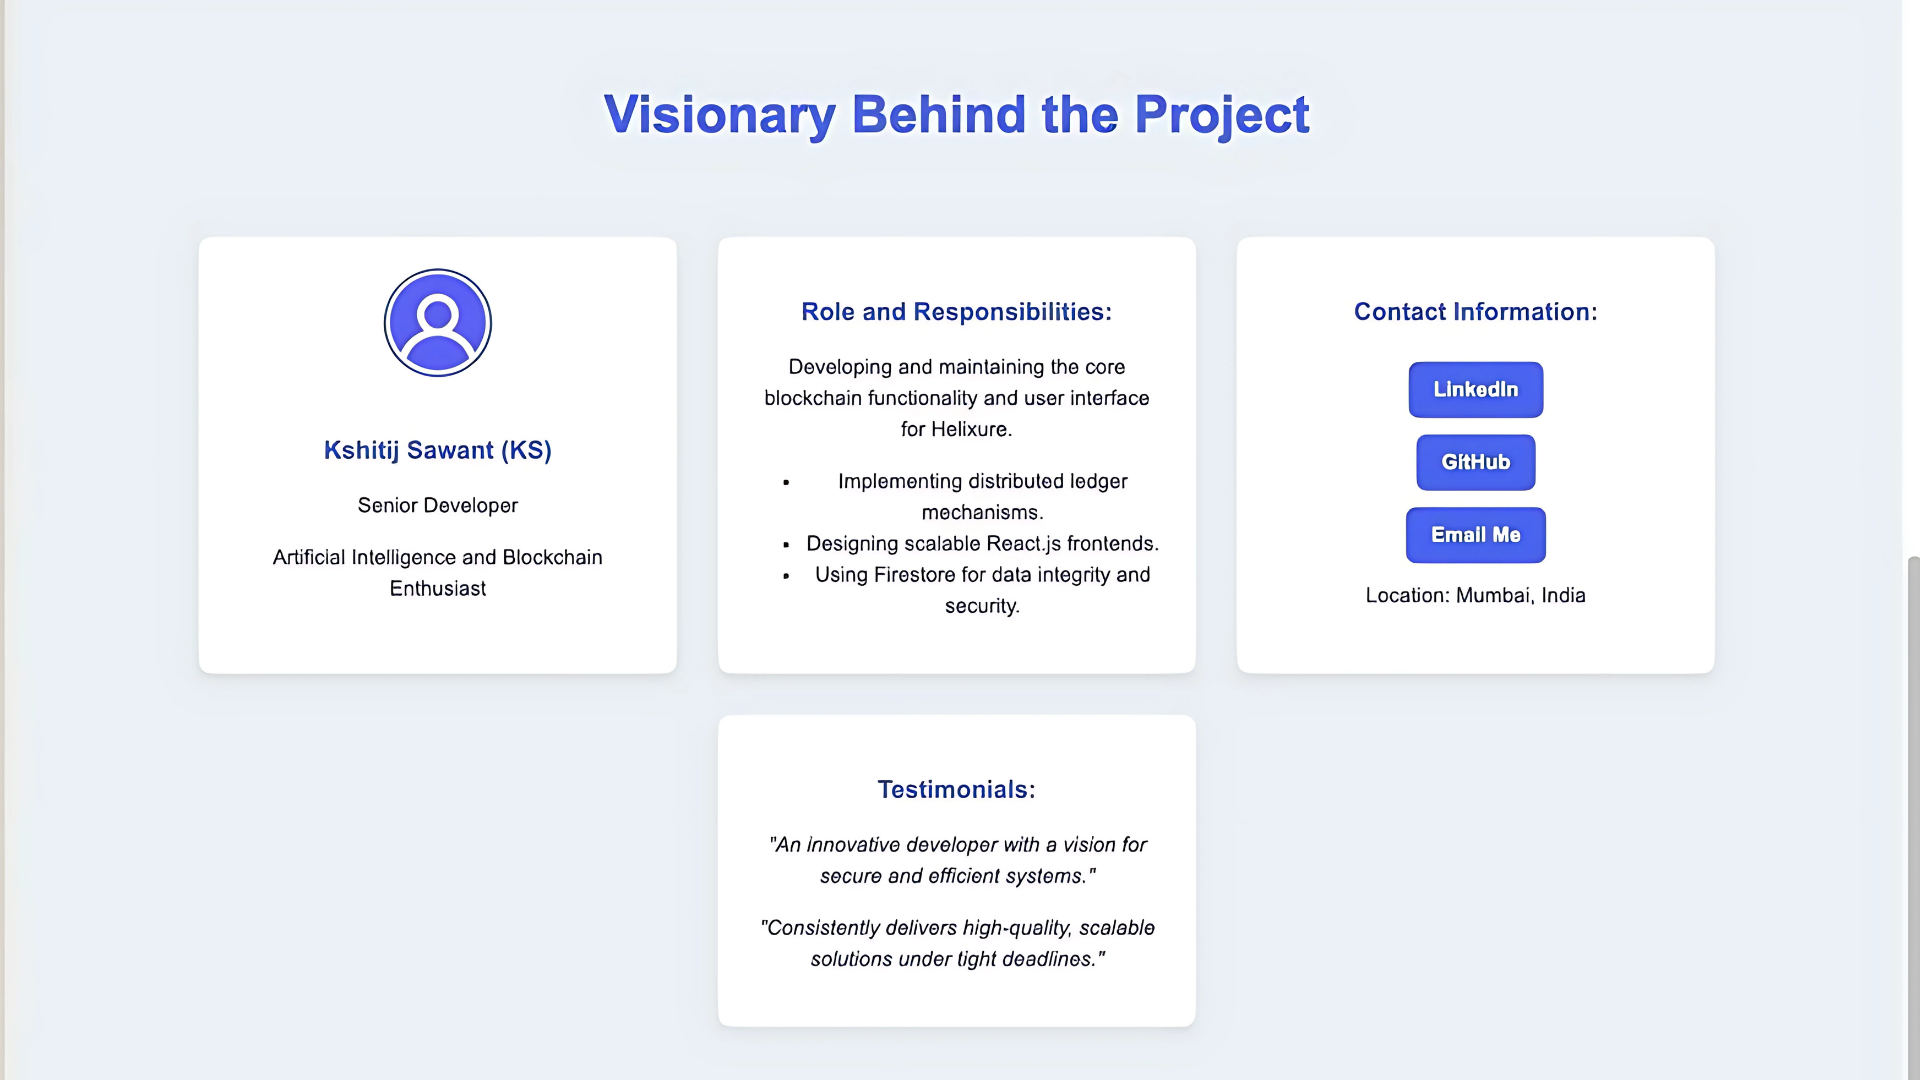 Visionary Behind the Project
Kshitij Sawant (KS)
Senior Developer
Artificial Intelligence and Blockchain
Enthusiast
Role and Responsibilities:
Developing and maintaining the core
blockchain functionality and user interface
for Helixure.
• Implementing distributed ledger
mechanisms.
• Designing scalable React.js frontends.
• Using Firestore for data integrity and
security.
Contact Information:
LinkedIn
GitHub
Email Me
Location: Mumbai, India
Testimonials:
"An innovative developer with a vision for
secure and efficient systems."
"Consistently delivers high-quality, scalable
solutions under tight deadlines."